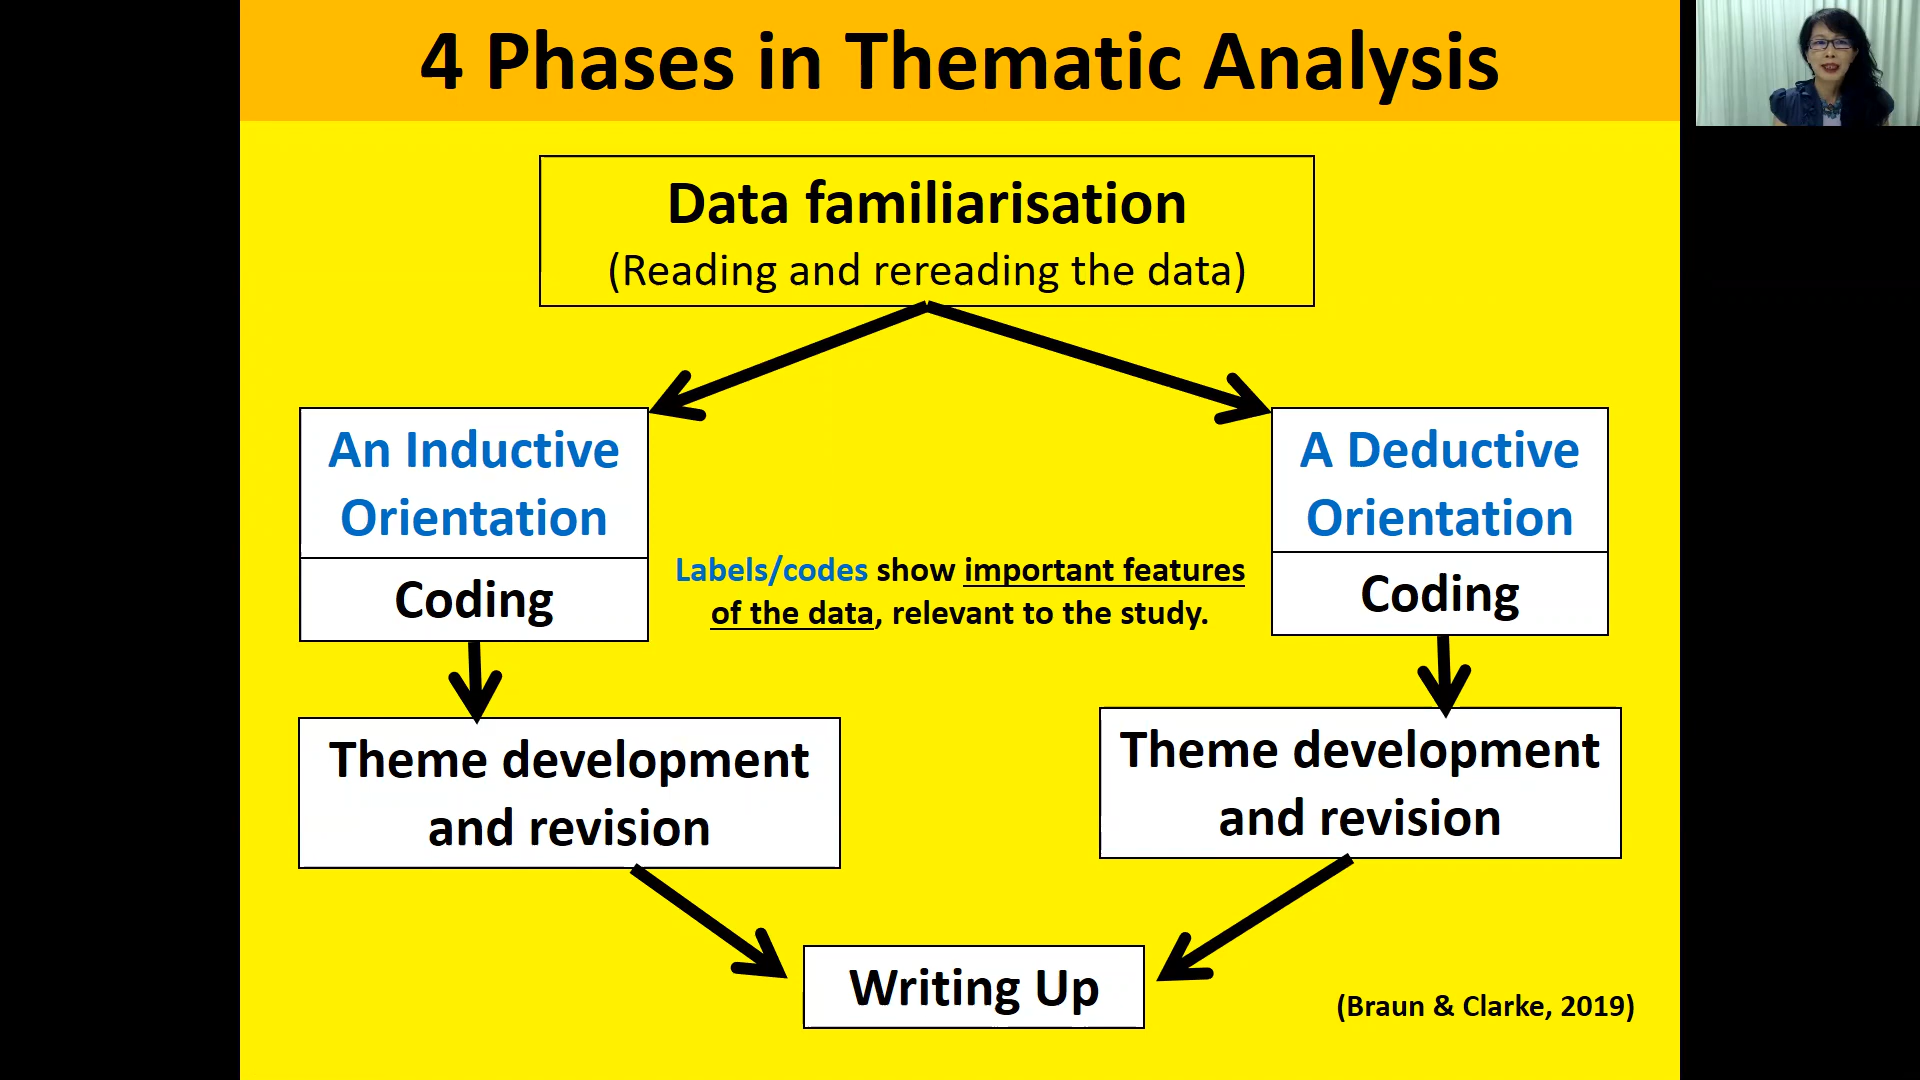 4 Phases in Thematic Analysis
Data familiarisation
(Reading and rereading the data)
An Inductive
Orientation
Coding
A Deductive
Orientation
Coding
Labels/codes show important features
of the data, relevant to the study.
Theme development
and revision
Theme development
and revision
Writing Up
(Braun & Clarke, 2019)